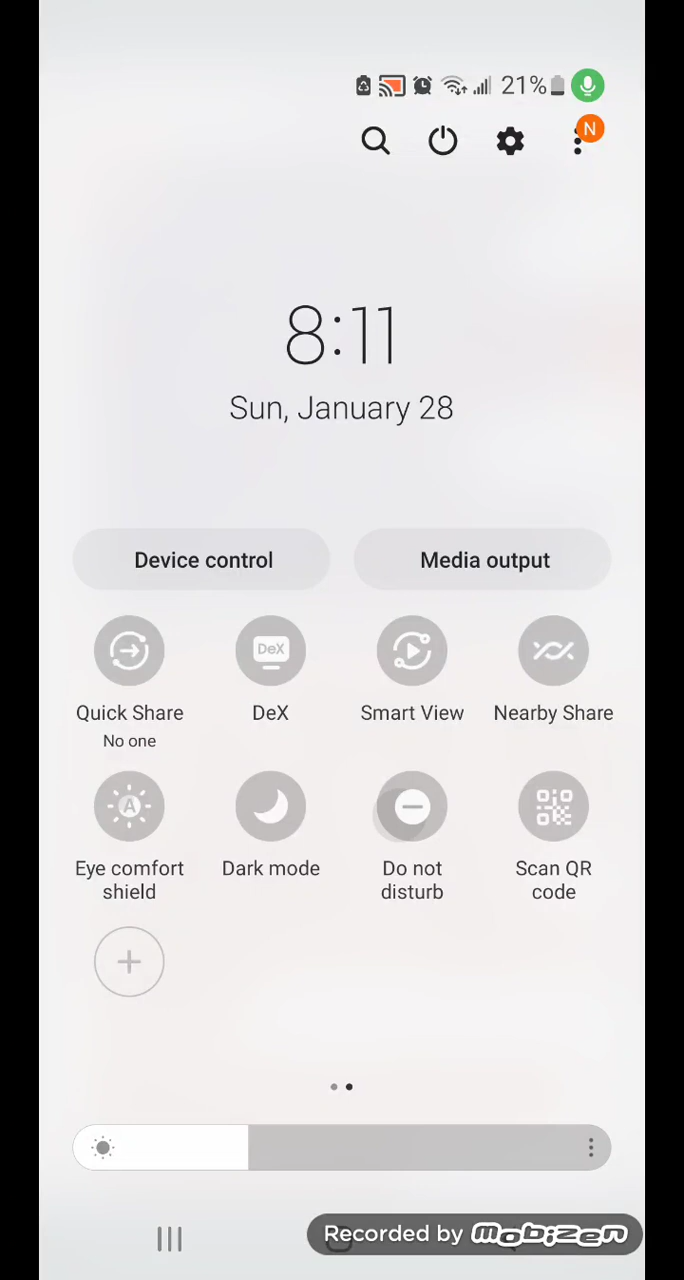 21%
N
8:11
Sun, January 28
Device control
Media output
DeX
Quick Share
DeX
Smart View
Nearby Share
No one
A
Eye comfort
shield
Dark mode
Do not
disturb
Scan QR
code
Recorded by mobizen